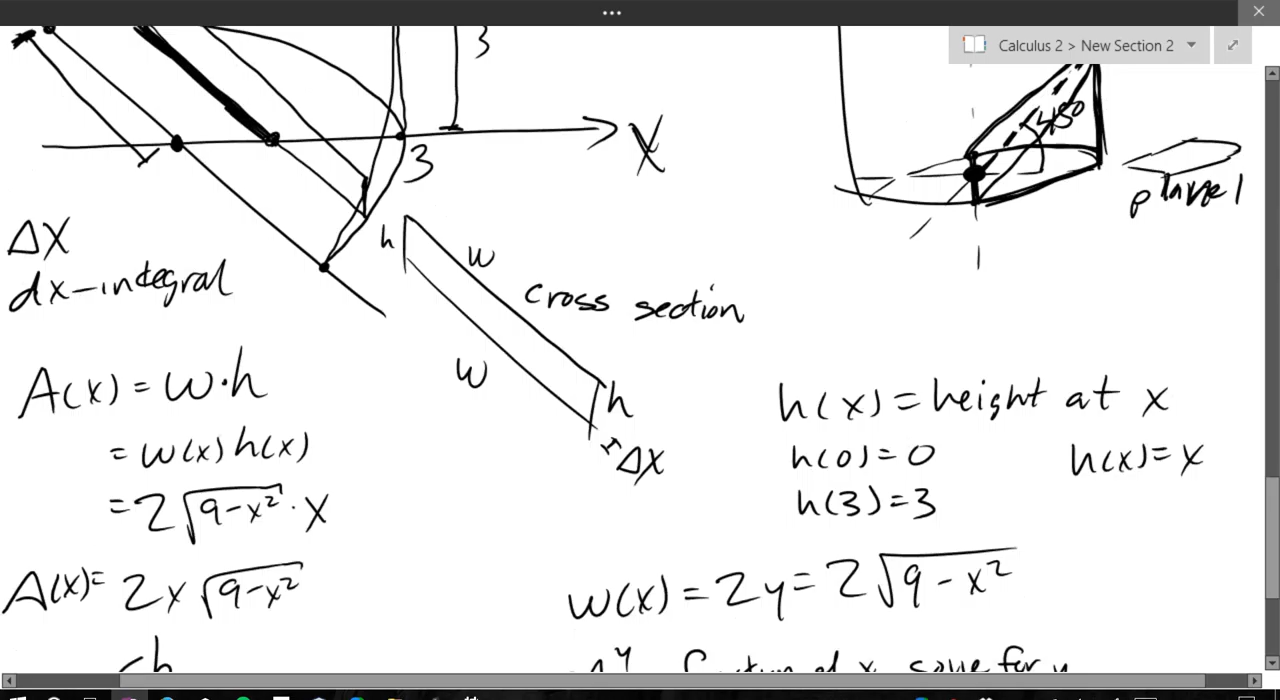 ...
Calculus 2 > New Section 2
3
X
3
45°
plane 1
Δx
dx-integral
h
w
cross section
w
h
Δx
A(x) = w·h
= w(x) h(x)
= 2√(9-x²) · x
A(x) = 2x √(9-x²)
h(x) = height at x
h(0) = 0
h(x) = x
h(3) = 3
w(x) = 2y = 2√(9-x²)